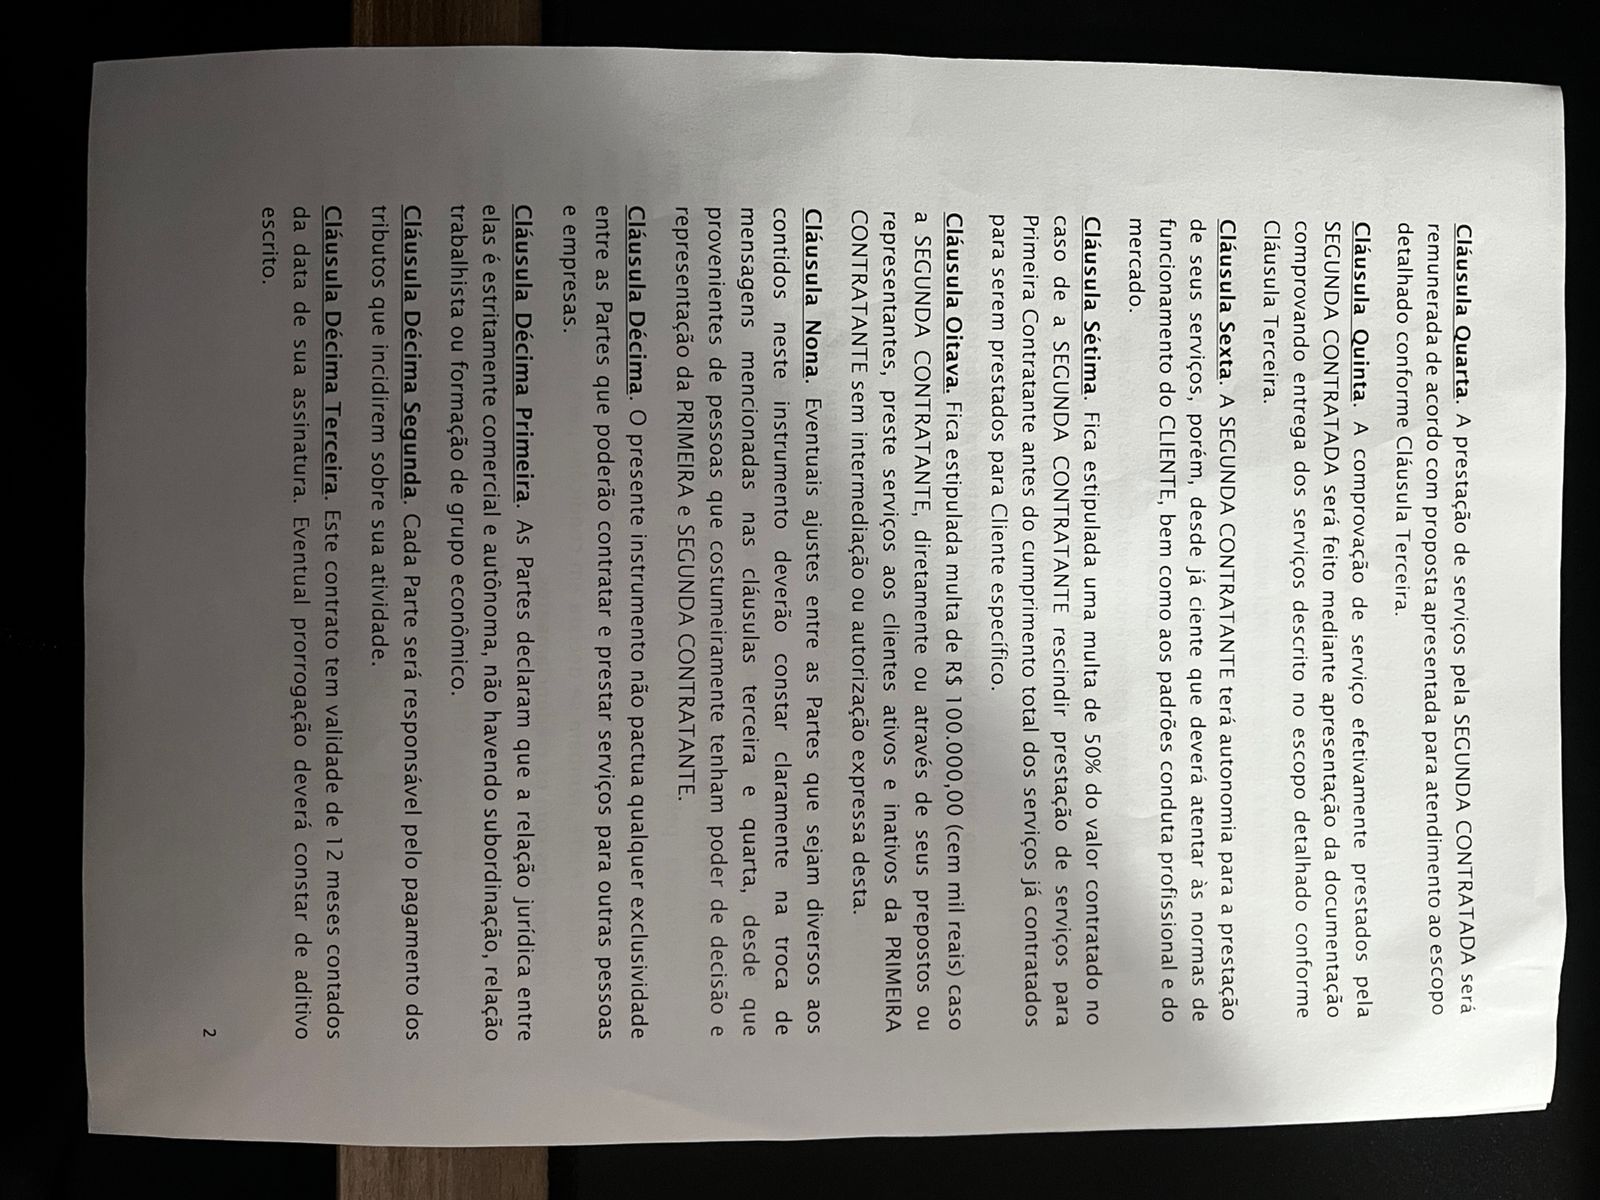 Cláusula Quarta. A prestação de serviços pela SEGUNDA CONTRATADA será
remunerada de acordo com proposta apresentada para atendimento ao escopo
detalhado conforme Cláusula Terceira.
Cláusula Quinta. A comprovação de serviço efetivamente prestados pela
SEGUNDA CONTRATADA será feito mediante apresentação da documentação
comprovando entrega dos serviços descrito no escopo detalhado conforme
Cláusula Terceira.
Cláusula Sexta. A SEGUNDA CONTRATANTE terá autonomia para a prestação
de seus serviços, porém, desde já ciente que deverá atentar às normas de
funcionamento do CLIENTE, bem como aos padrões conduta profissional e do
mercado.
Cláusula Sétima. Fica estipulada uma multa de 50% do valor contratado no
caso de a SEGUNDA CONTRATANTE rescindir prestação de serviços para
Primeira Contratante antes do cumprimento total dos serviços já contratados
para serem prestados para Cliente específico.
Cláusula Oitava. Fica estipulada multa de R$ 100.000,00 (cem mil reais) caso
a SEGUNDA CONTRATANTE, diretamente ou através de seus prepostos ou
representantes, preste serviços aos clientes ativos e inativos da PRIMEIRA
CONTRATANTE sem intermediação ou autorização expressa desta.
Cláusula Nona. Eventuais ajustes entre as Partes que sejam diversos aos
contidos neste instrumento deverão constar claramente na troca de
mensagens mencionadas nas cláusulas terceira e quarta, desde que
provenientes de pessoas que costumeiramente tenham poder de decisão e
representação da PRIMEIRA e SEGUNDA CONTRATANTE.
Cláusula Décima. O presente instrumento não pactua qualquer exclusividade
entre as Partes que poderão contratar e prestar serviços para outras pessoas
e empresas.
Cláusula Décima Primeira. As Partes declaram que a relação jurídica entre
elas é estritamente comercial e autônoma, não havendo subordinação, relação
trabalhista ou formação de grupo econômico.
Cláusula Décima Segunda. Cada Parte será responsável pelo pagamento dos
tributos que incidirem sobre sua atividade.
Cláusula Décima Terceira. Este contrato tem validade de 12 meses contados
da data de sua assinatura. Eventual prorrogação deverá constar de aditivo
escrito.
2